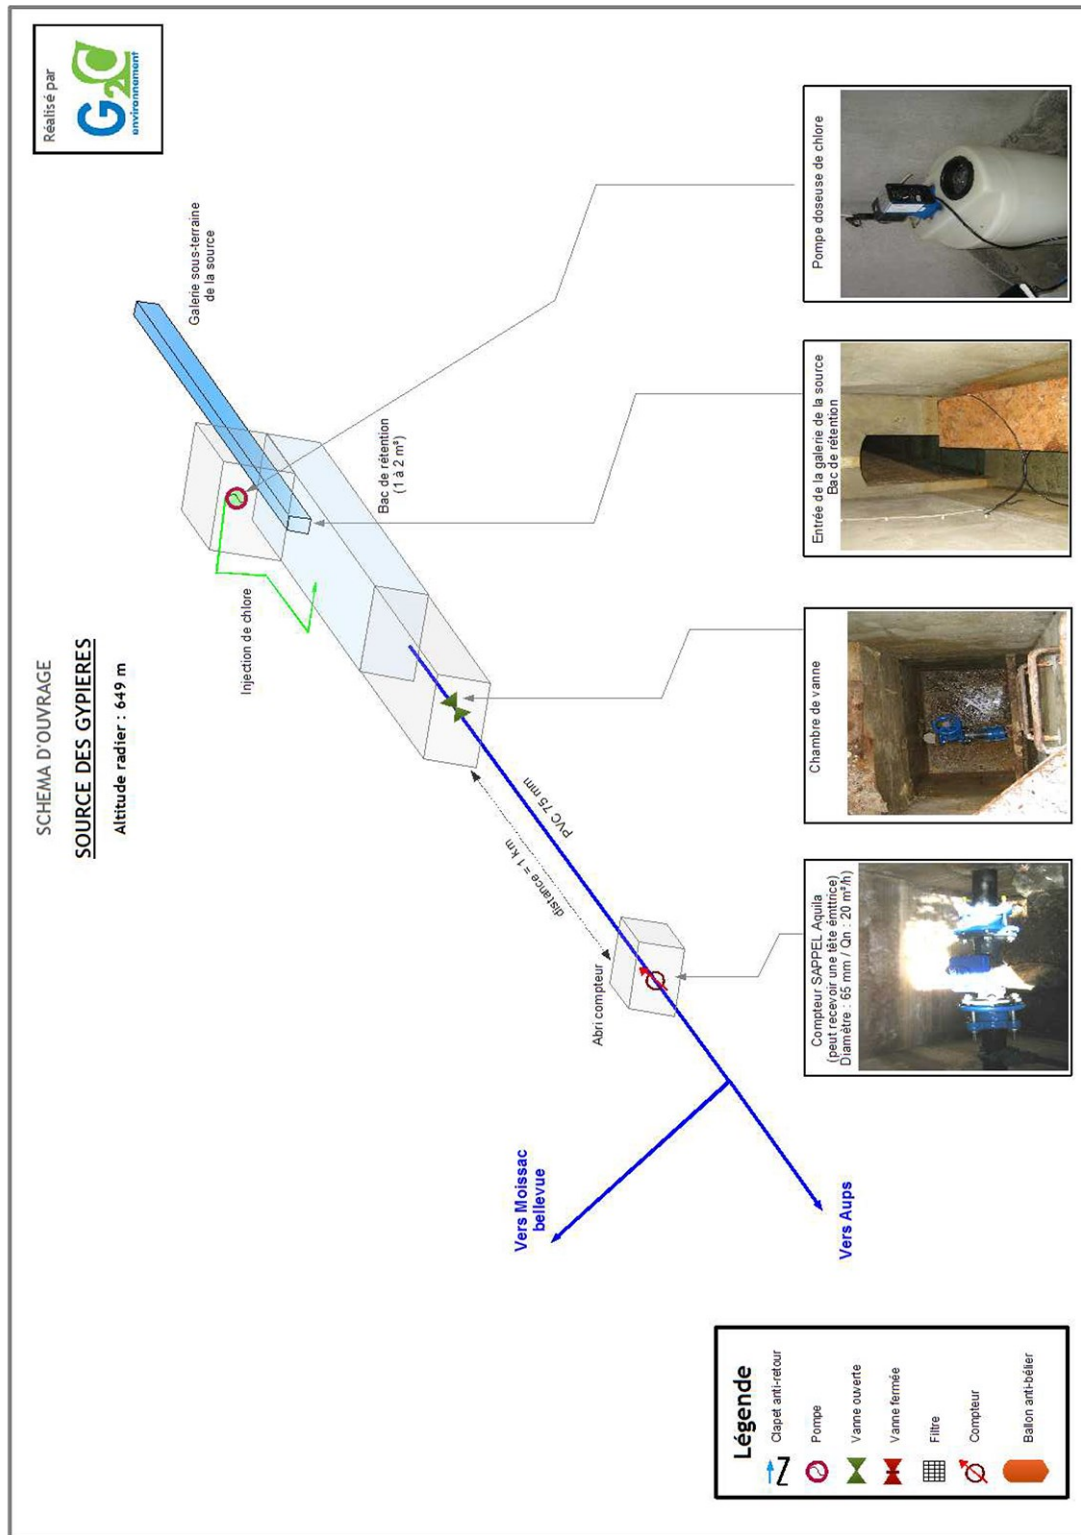 SCHEMA D'OUVRAGE
SOURCE DES GYPIERES
Altitude radier : 649 m
Réalisé par
G2C
environnement
Galerie sous-terraine
de la source
Injection de chlore
Bac de rétention
(1 à 2 m³)
PVC 75 mm
distance = 1 km
Abri compteur
Vers Moissac
bellevue
Vers Aups
Compteur SAPPEL Aquila
(peut recevoir une tête émttrice)
Diamètre : 65 mm / Qn : 20 m³/h)
Chambre de vanne
Entrée de la galerie de la source
Bac de rétention
Pompe doseuse de chlore
Légende
Clapet anti-retour
Pompe
Vanne ouverte
Vanne fermée
Filtre
Compteur
Ballon anti-bélier